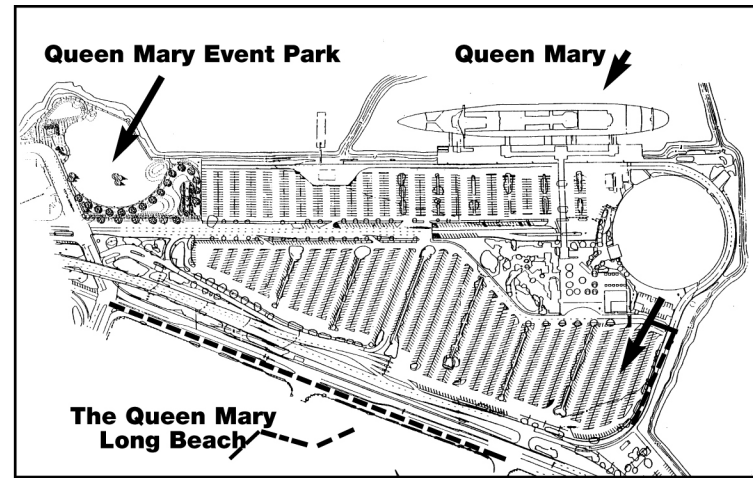 Queen Mary Event Park
Queen Mary
The Queen Mary
Long Beach